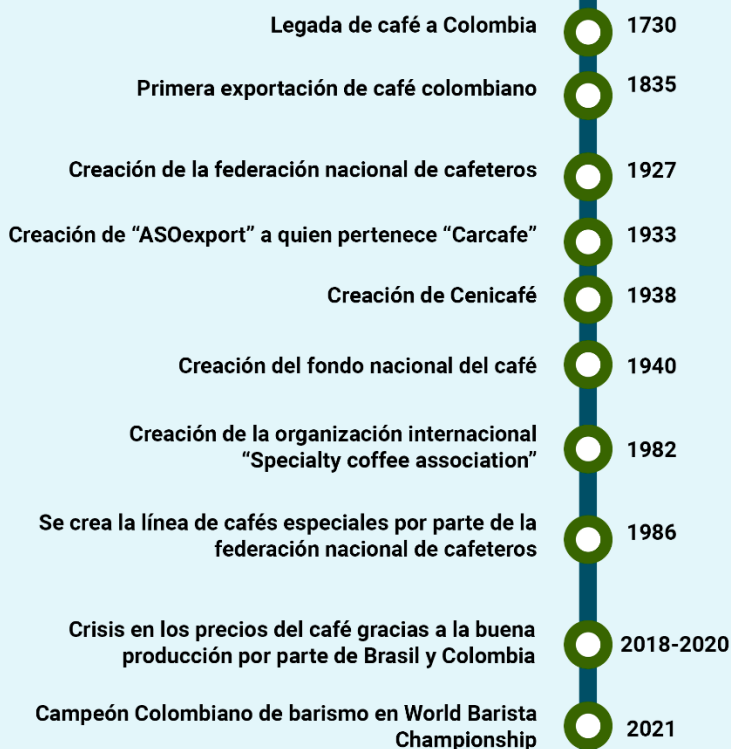 Legada de café a Colombia 1730
Primera exportación de café colombiano 1835
Creación de la federación nacional de cafeteros 1927
Creación de “ASOexport” a quien pertenece “Carcafe” 1933
Creación de Cenicafé 1938
Creación del fondo nacional del café 1940
Creación de la organización internacional
“Specialty coffee association” 1982
Se crea la línea de cafés especiales por parte de la
federación nacional de cafeteros 1986
Crisis en los precios del café gracias a la buena
producción por parte de Brasil y Colombia 2018-2020
Campeón Colombiano de barismo en World Barista
Championship 2021